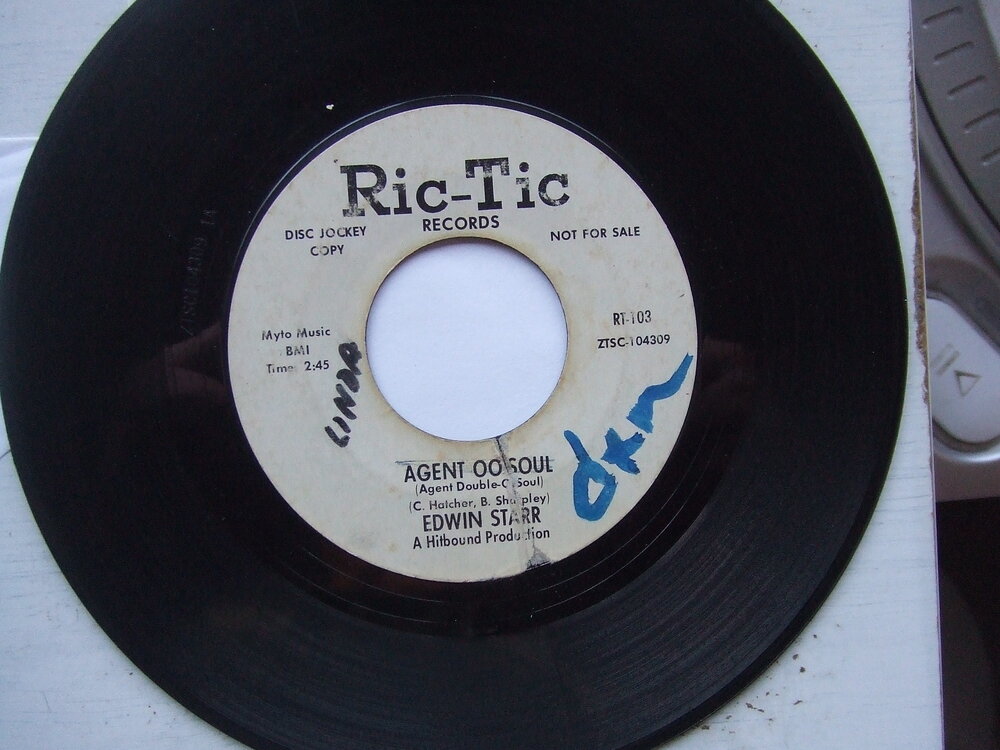 Ric-Tic
RECORDS
DISC JOCKEY
COPY
NOT FOR SALE
Myto Music
BMI
Time: 2:45
RT-103
ZTSC-104309
LINDA
AGENT OO SOUL
(Agent Double-O Soul)
(C. Hatcher, B. Sharpley)
EDWIN STARR
A Hitbound Production